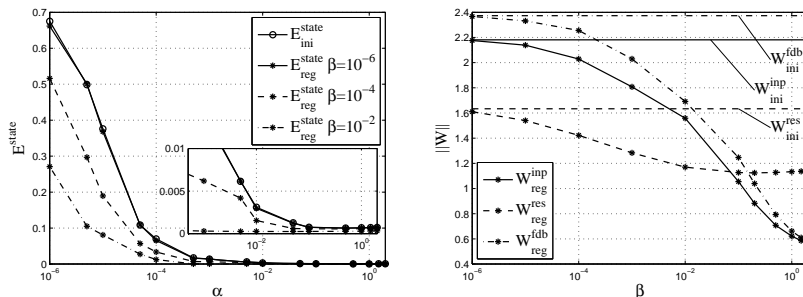 0.7
0.6
0.5
0.4
0.3
0.2
0.1
0
E^state
10^−6
10^−4
10^−2
10^0
α
E^state_ini
E^state_reg β=10^−6
E^state_reg β=10^−4
E^state_reg β=10^−2
0.01
0.005
0
10^−2
10^0
2.4
2.2
2
1.8
1.6
1.4
1.2
1
0.8
0.6
0.4
||W||
10^−6
10^−4
10^−2
β
W^fdb_ini
W^inp_ini
W^res_ini
W^inp_reg
W^res_reg
W^fdb_reg